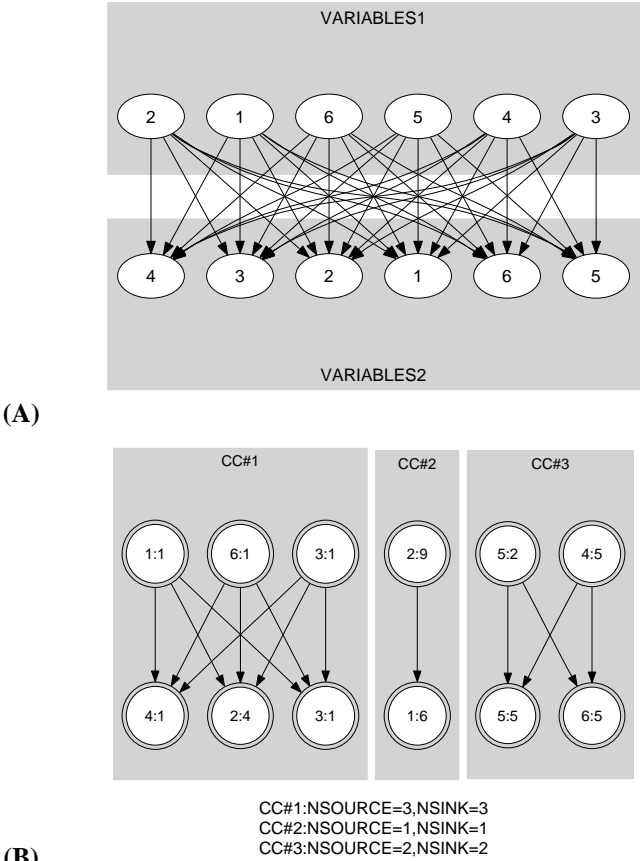 VARIABLES1
2 1 6 5 4 3
4 3 2 1 6 5
VARIABLES2
(A)
CC#1 CC#2 CC#3
1:1 6:1 3:1 2:9 5:2 4:5
4:1 2:4 3:1 1:6 5:5 6:5
CC#1:NSOURCE=3,NSINK=3
CC#2:NSOURCE=1,NSINK=1
CC#3:NSOURCE=2,NSINK=2
(B)